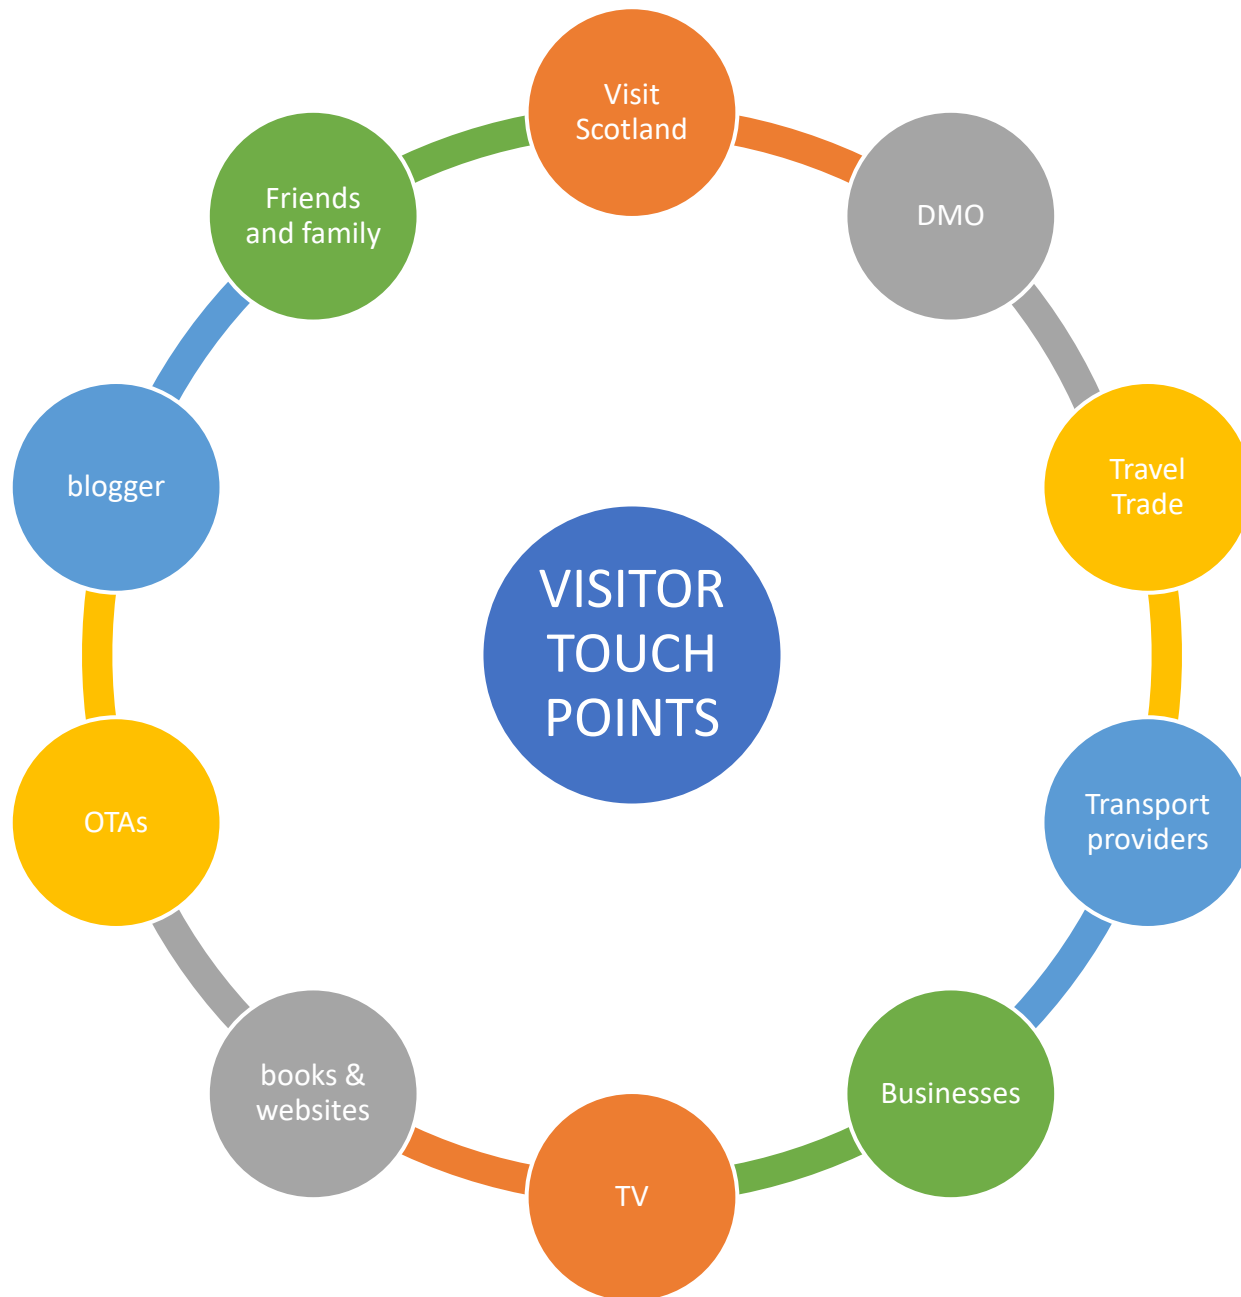 Visit
Scotland
DMO
Travel
Trade
Transport
providers
Businesses
TV
books &
websites
OTAs
blogger
Friends
and family
VISITOR
TOUCH
POINTS